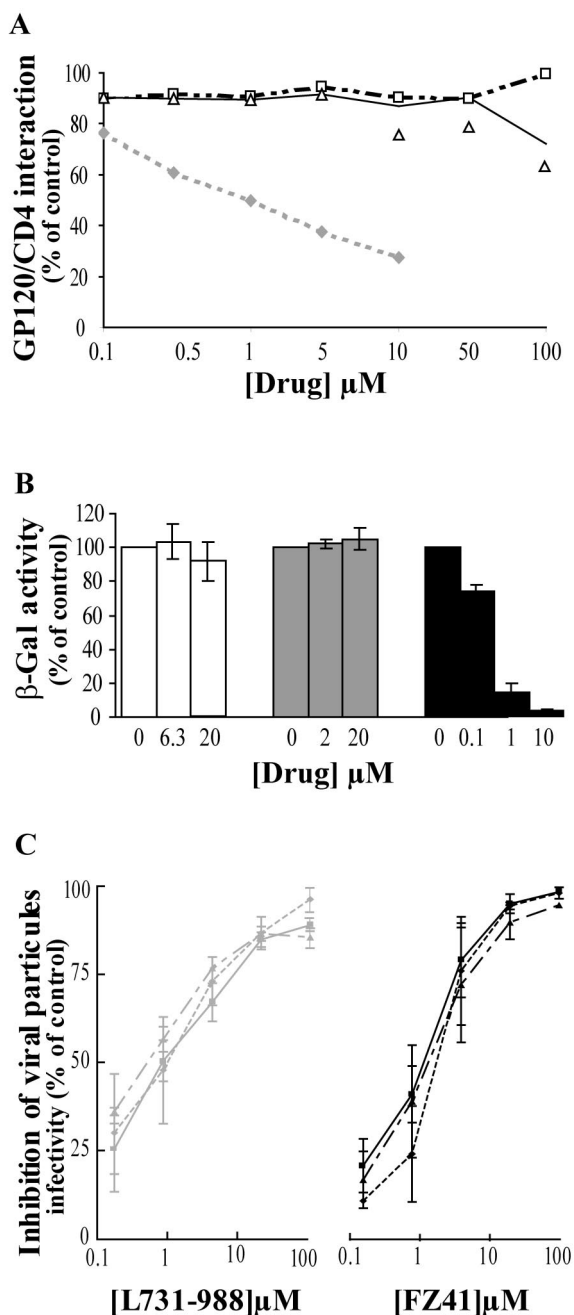 A
GP120/CD4 interaction
(% of control)
100
80
60
40
20
0
0.1 0.5 1 5 10 50 100
[Drug] µM
B
β-Gal activity
(% of control)
120
100
80
60
40
20
0
0 6.3 20 0 2 20 0 0.1 1 10
[Drug] µM
C
Inhibition of viral particules
infectivity (% of control)
100
75
50
25
0.1 1 10 100 0.1 1 10 100
[L731-988]µM [FZ41]µM